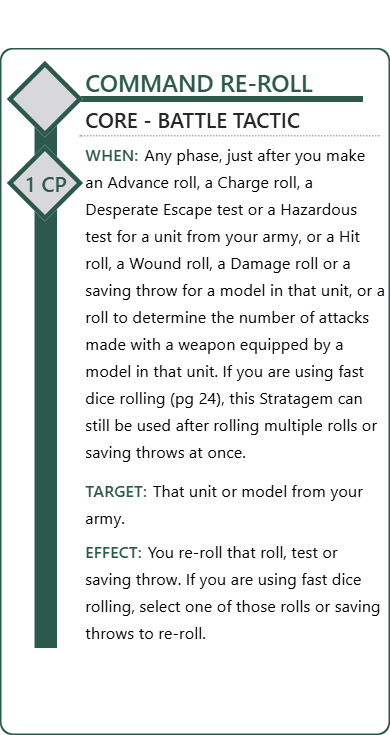 COMMAND RE-ROLL
CORE - BATTLE TACTIC
WHEN: Any phase, just after you make
1 CP
an Advance roll, a Charge roll, a
Desperate Escape test or a Hazardous
test for a unit from your army, or a Hit
roll, a Wound roll, a Damage roll or a
saving throw for a model in that unit, or a
roll to determine the number of attacks
made with a weapon equipped by a
model in that unit. If you are using fast
dice rolling (pg 24), this Stratagem can
still be used after rolling multiple rolls or
saving throws at once.
TARGET: That unit or model from your
army.
EFFECT: You re-roll that roll, test or
saving throw. If you are using fast dice
rolling, select one of those rolls or saving
throws to re-roll.